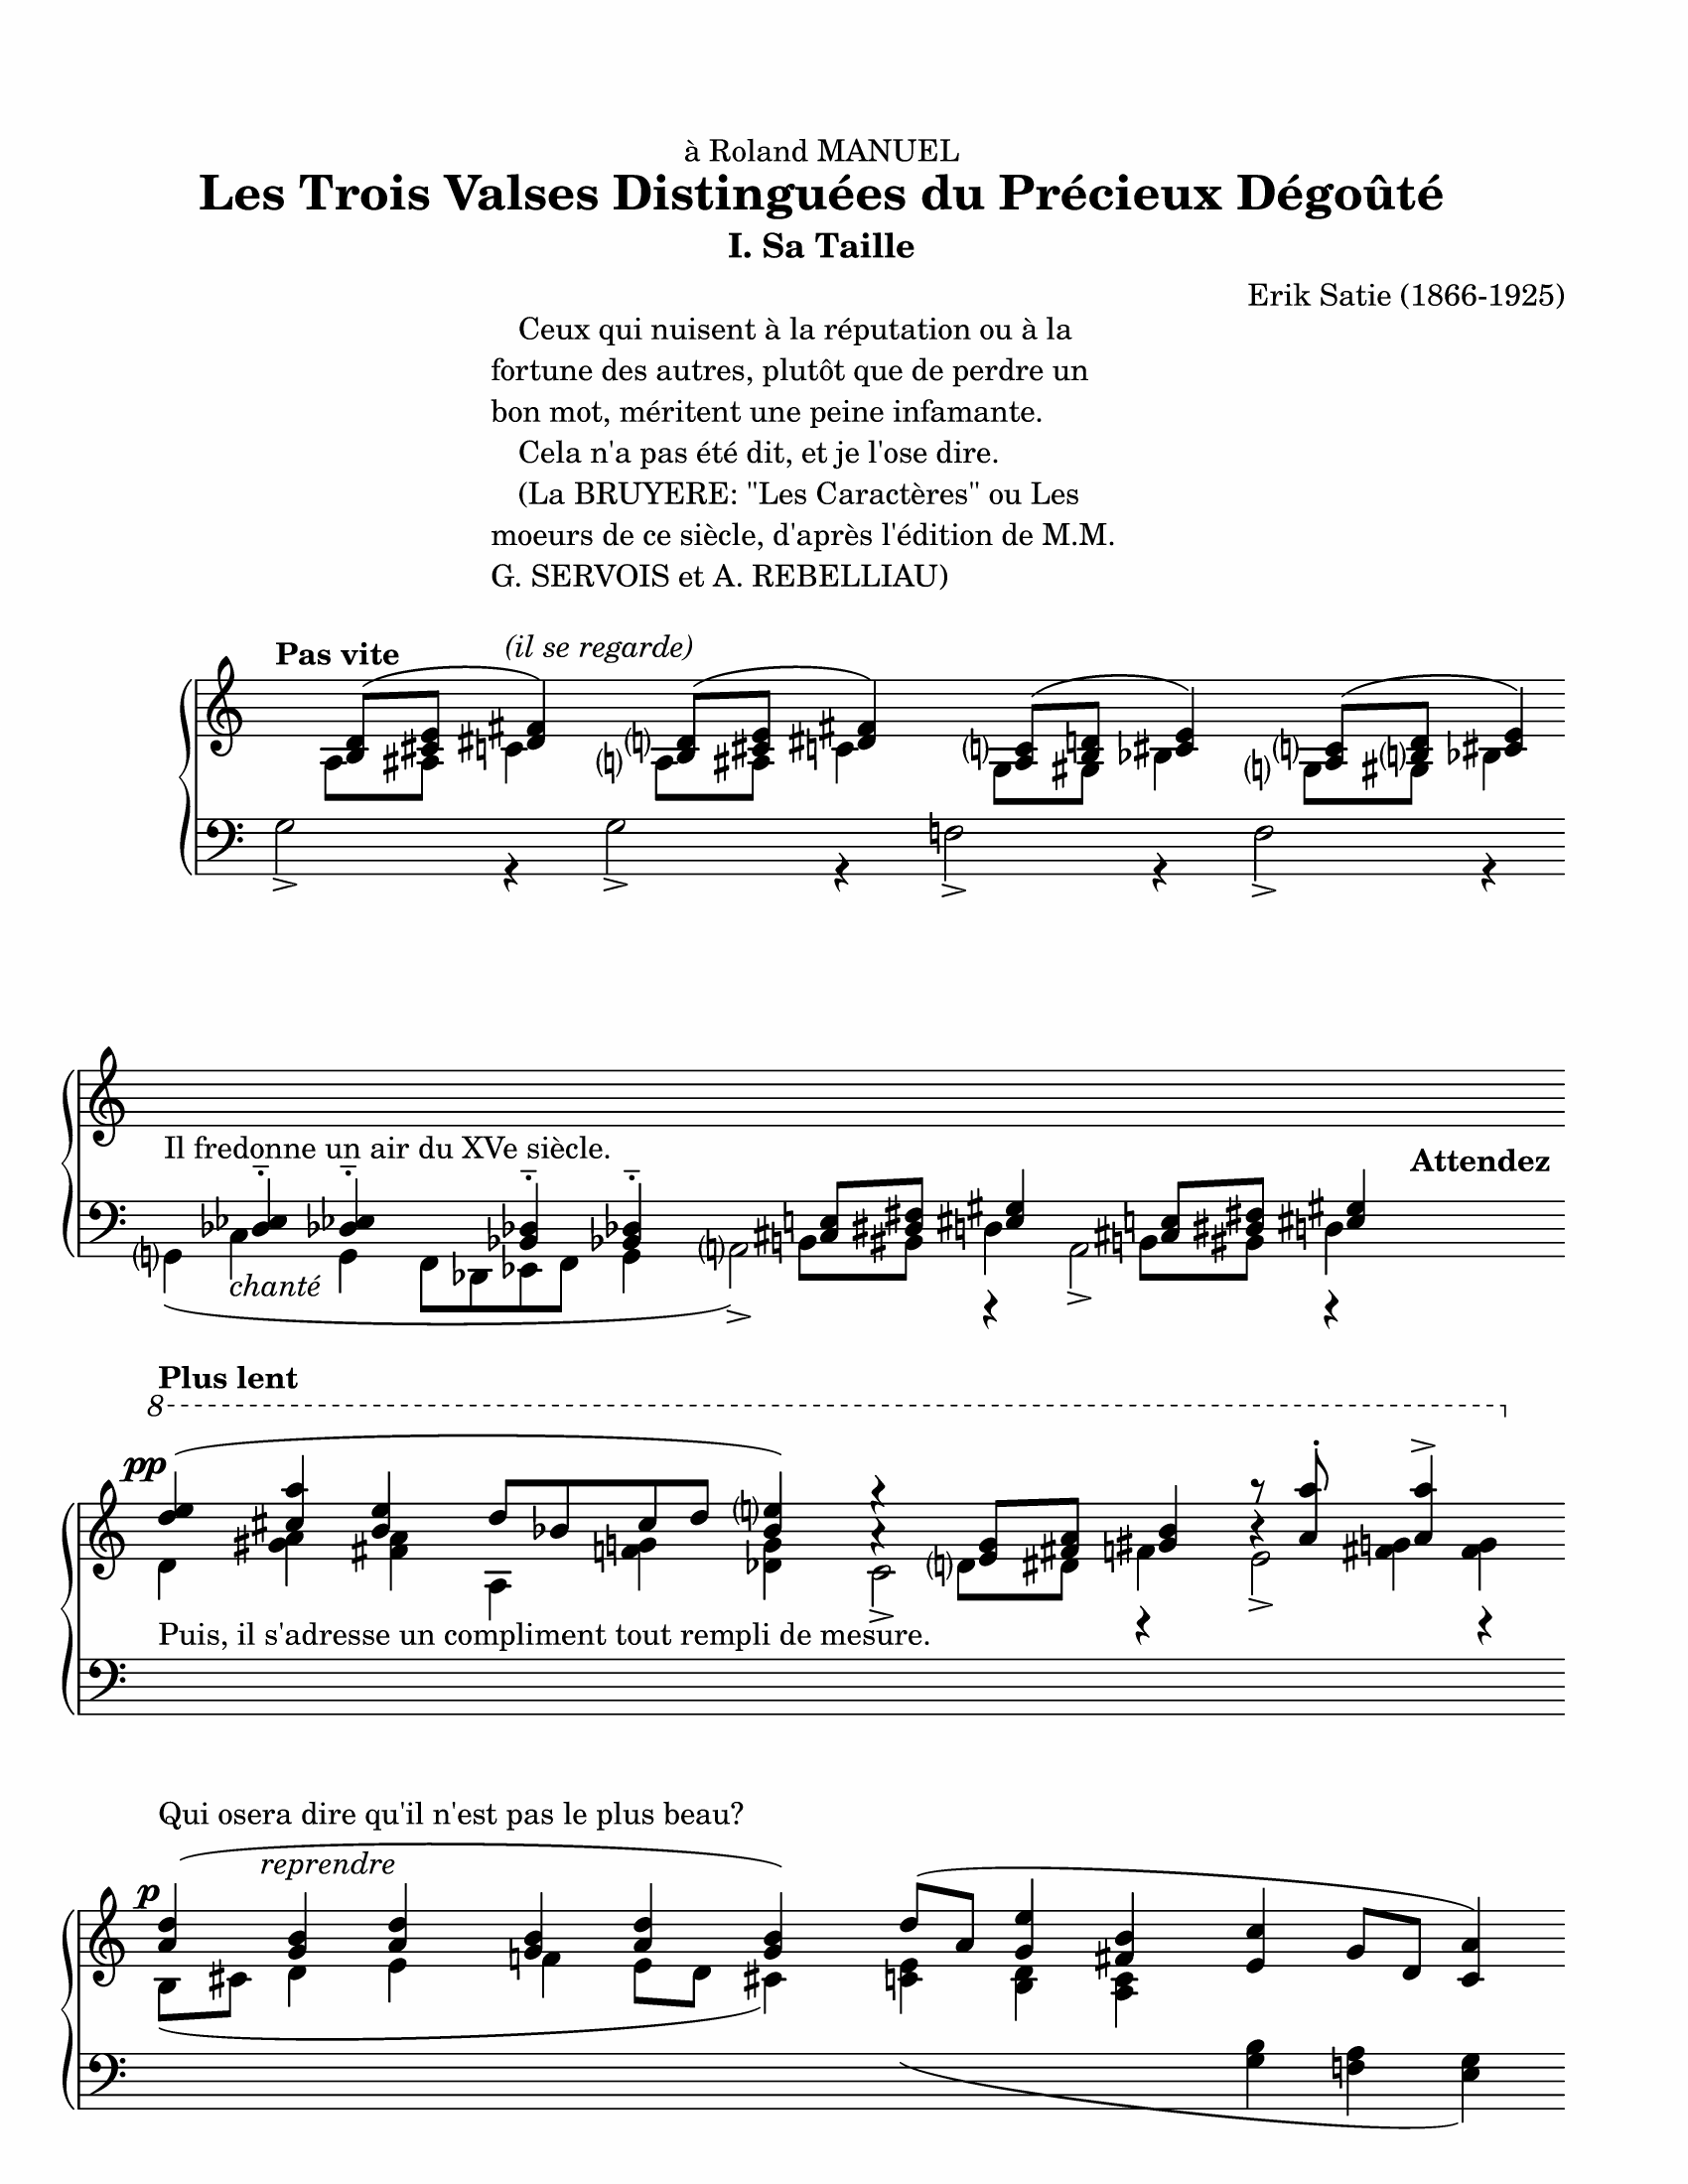 à Roland MANUEL
Les Trois Valses Distinguées du Précieux Dégoûté
I. Sa Taille
Erik Satie (1866-1925)
Ceux qui nuisent à la réputation ou à la
fortune des autres, plutôt que de perdre un
bon mot, méritent une peine infamante.
Cela n'a pas été dit, et je l'ose dire.
(La BRUYERE: "Les Caractères" ou Les
moeurs de ce siècle, d'après l'édition de M.M.
G. SERVOIS et A. REBELLIAU)
Pas vite
(il se regarde)
Il fredonne un air du XVe siècle.
Attendez
chanté
Plus lent
8
pp
Puis, il s'adresse un compliment tout rempli de mesure.
Qui osera dire qu'il n'est pas le plus beau?
reprendre
p